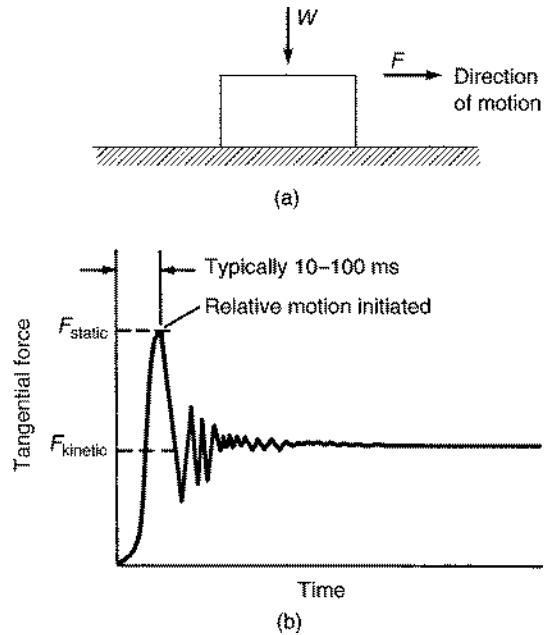 W
F
Direction
of motion
(a)
Typically 10–100 ms
Relative motion initiated
Fstatic
Fkinetic
Tangential force
Time
(b)